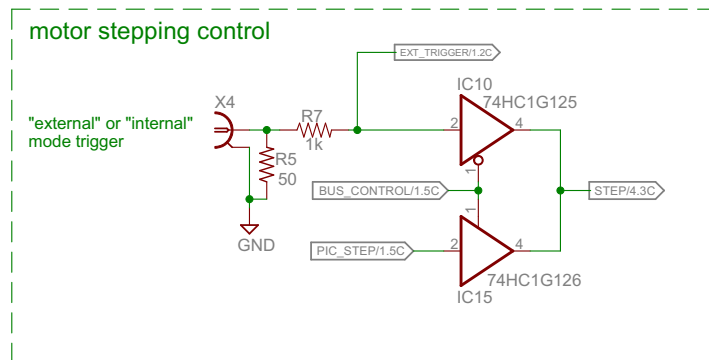 motor stepping control
EXT_TRIGGER/1.2C
IC10
74HC1G125
X4
R7
1k
2
4
1
"external" or "internal"
mode trigger
R5
50
GND
BUS_CONTROL/1.5C
STEP/4.3C
1
PIC_STEP/1.5C
2
4
74HC1G126
IC15